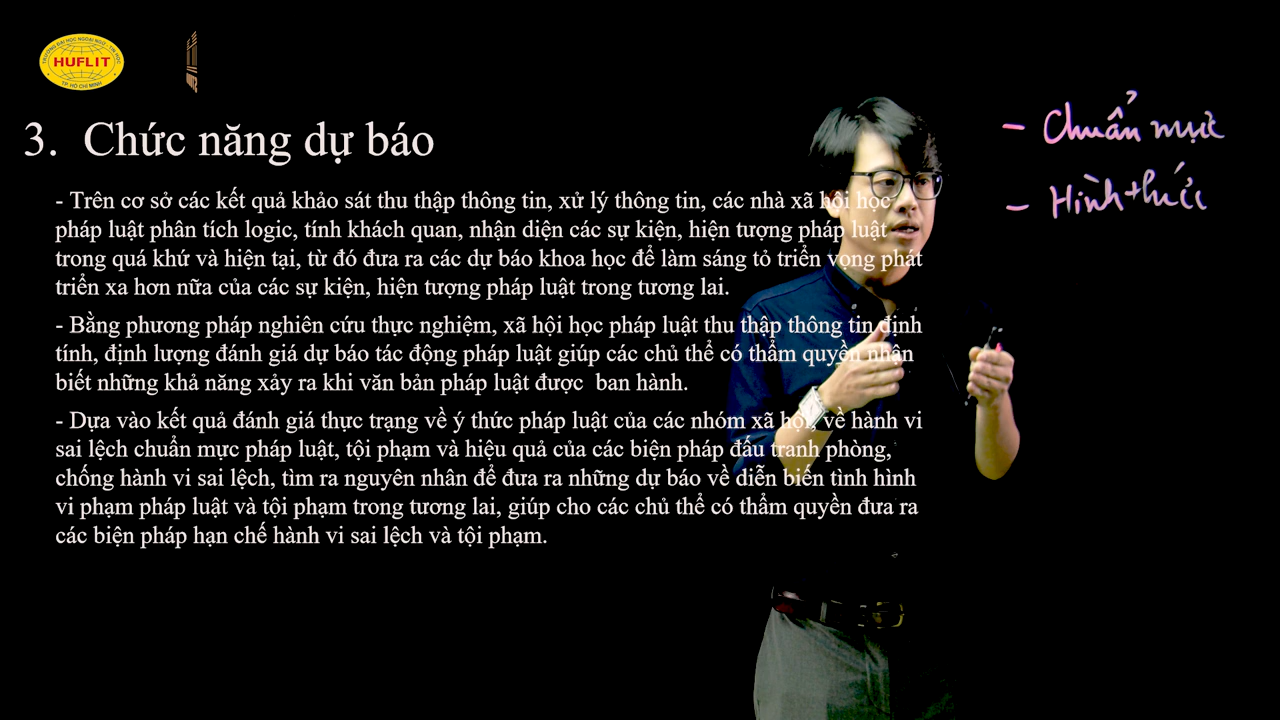 TRƯỜNG ĐẠI HỌC NGOẠI NGỮ - TIN HỌC
HUFLIT
TP. HỒ CHÍ MINH
3. Chức năng dự báo
- Trên cơ sở các kết quả khảo sát thu thập thông tin, xử lý thông tin, các nhà xã hội học
pháp luật phân tích logic, tính khách quan, nhận diện các sự kiện, hiện tượng pháp luật
trong quá khứ và hiện tại, từ đó đưa ra các dự báo khoa học để làm sáng tỏ triển vọng phát
triển xa hơn nữa của các sự kiện, hiện tượng pháp luật trong tương lai.
- Bằng phương pháp nghiên cứu thực nghiệm, xã hội học pháp luật thu thập thông tin định
tính, định lượng đánh giá dự báo tác động pháp luật giúp các chủ thể có thẩm quyền nhận
biết những khả năng xảy ra khi văn bản pháp luật được  ban hành.
- Dựa vào kết quả đánh giá thực trạng về ý thức pháp luật của các nhóm xã hội, về hành vi
sai lệch chuẩn mực pháp luật, tội phạm và hiệu quả của các biện pháp đấu tranh phòng,
chống hành vi sai lệch, tìm ra nguyên nhân để đưa ra những dự báo về diễn biến tình hình
vi phạm pháp luật và tội phạm trong tương lai, giúp cho các chủ thể có thẩm quyền đưa ra
các biện pháp hạn chế hành vi sai lệch và tội phạm.
- Chuẩn mực
- Hình thức